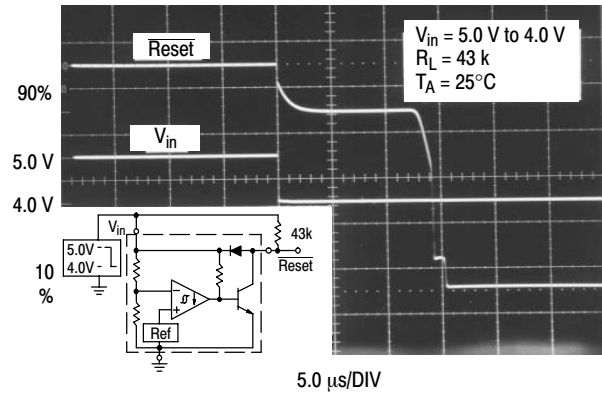 Reset
90%
V_in
5.0 V
4.0 V
V_in = 5.0 V to 4.0 V
R_L = 43 k
T_A = 25°C
V_in
43k
5.0V
4.0V
Reset
10
%
Ref
−
+
5.0 μs/DIV